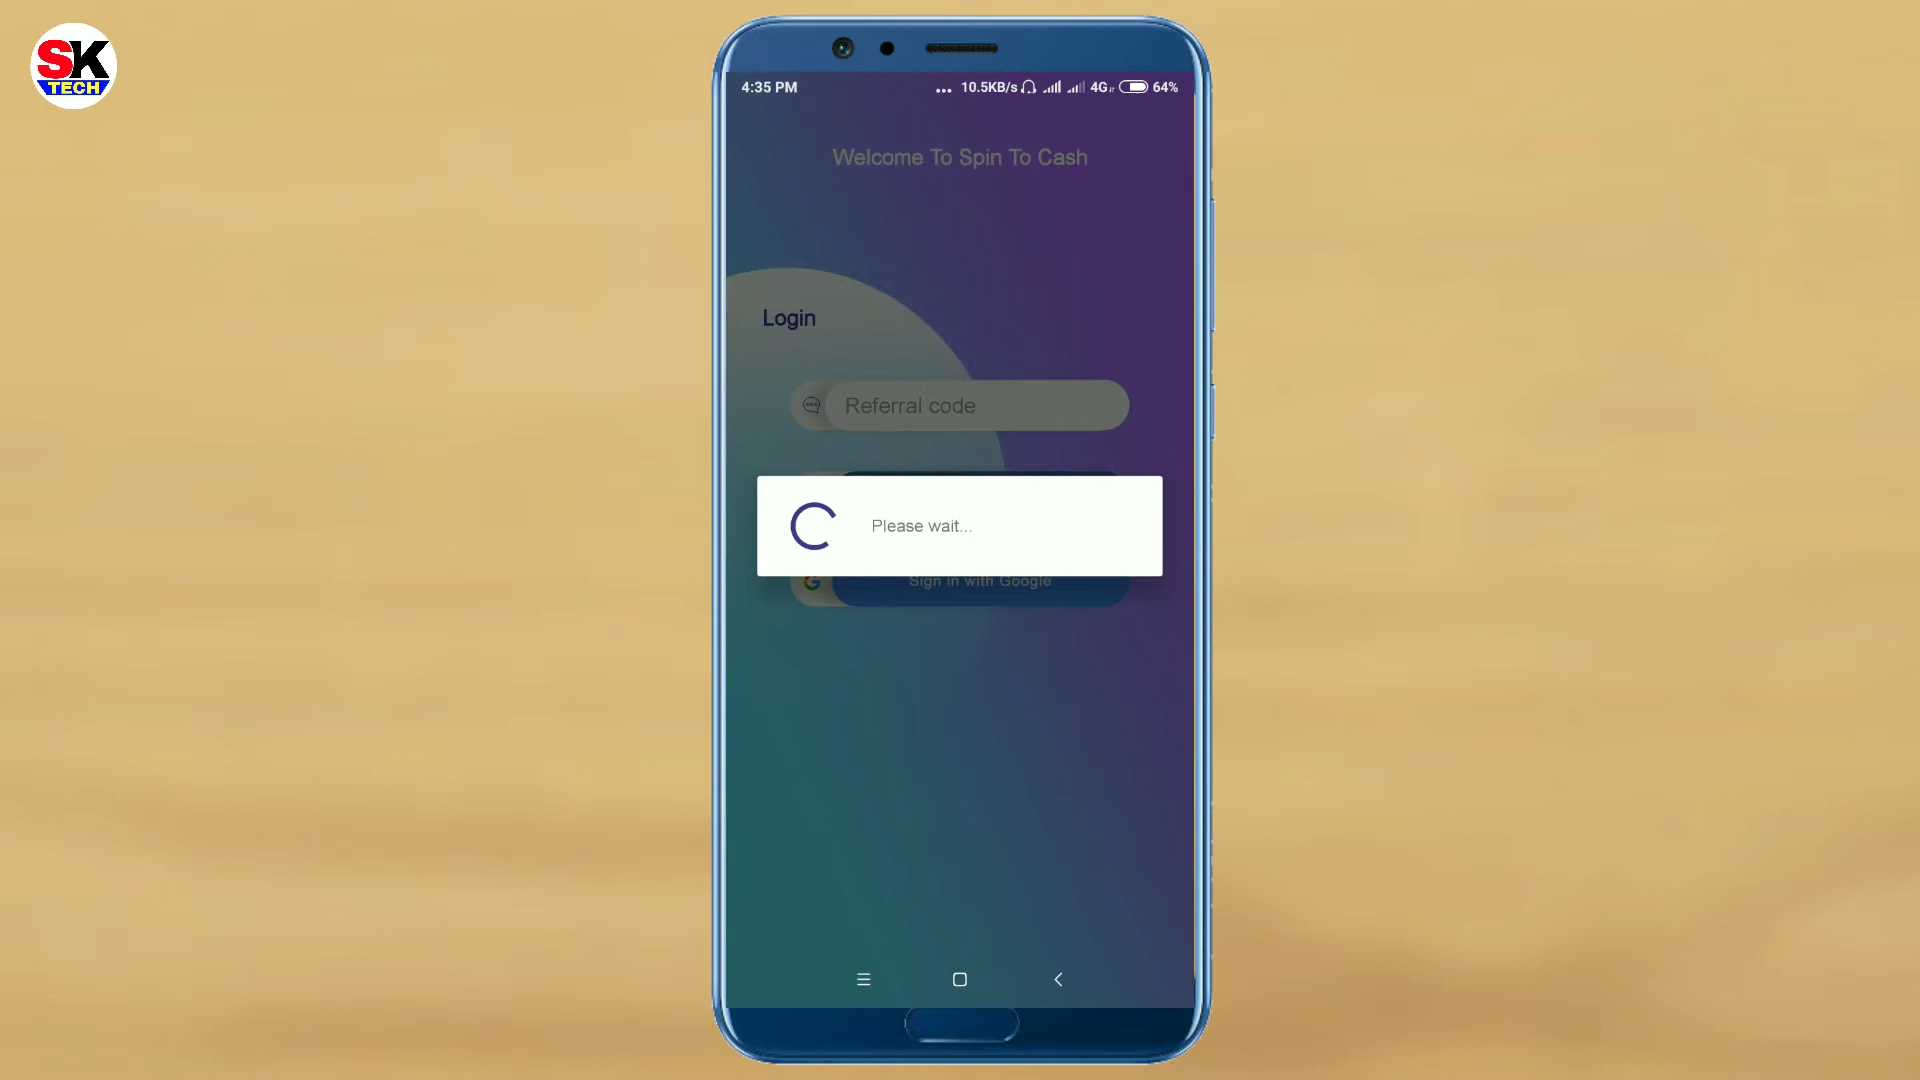 SK
TECH
4:35 PM
... 10.5KB/s 4G 64%
Welcome To Spin To Cash
Login
Referral code
Please wait...
Sign in with Google